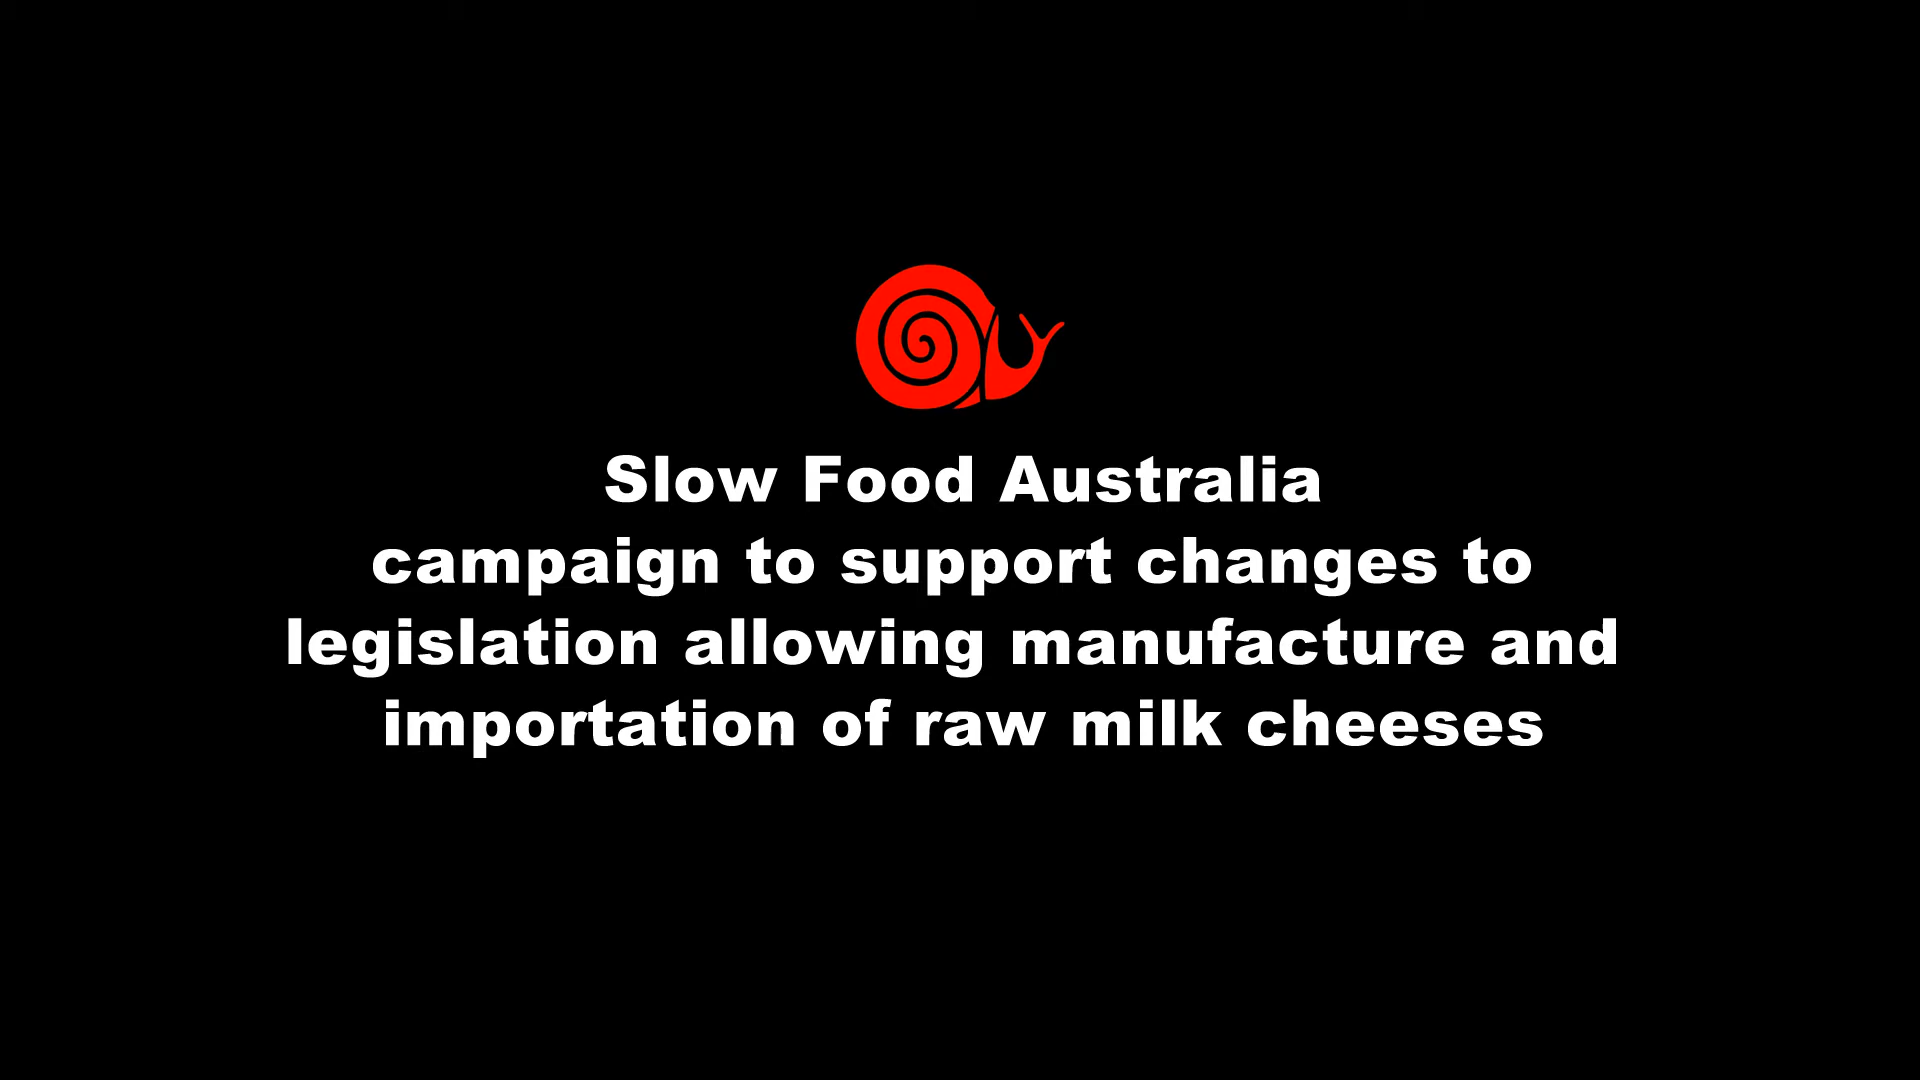 Slow Food Australia
campaign to support changes to
legislation allowing manufacture and
importation of raw milk cheeses